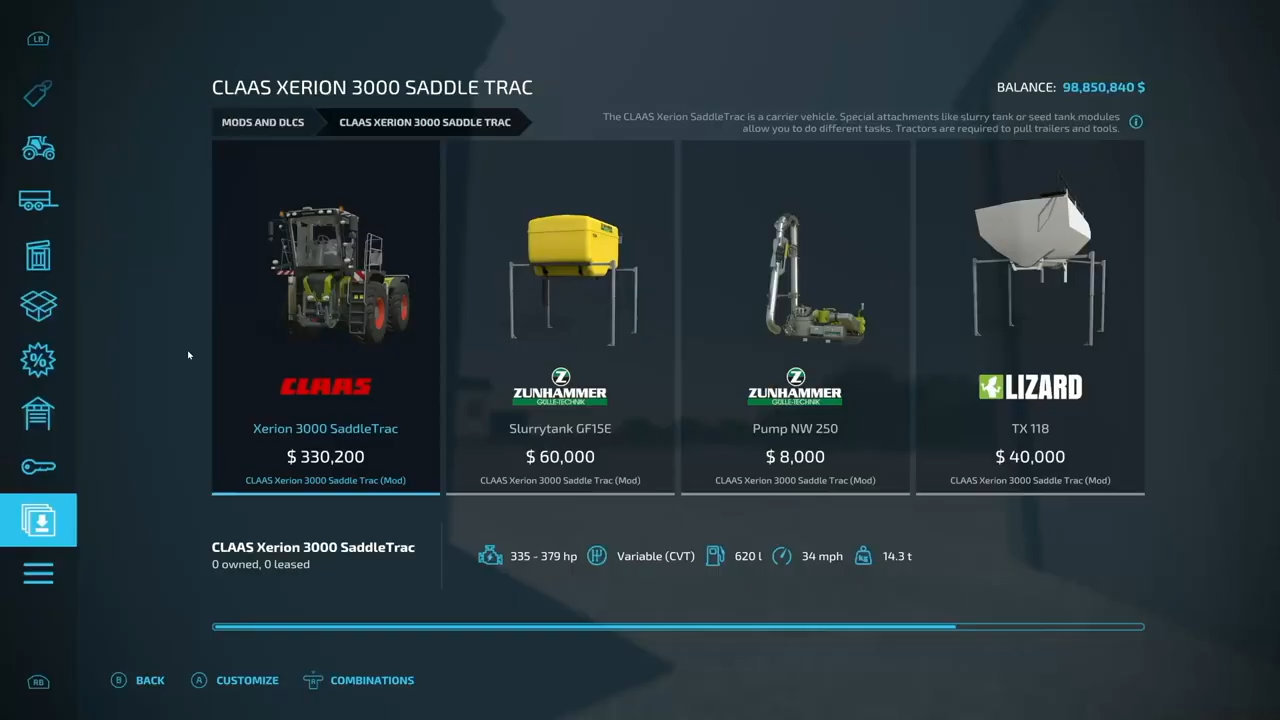 LB
CLAAS XERION 3000 SADDLE TRAC
BALANCE: 98,850,840 $
MODS AND DLCS
CLAAS XERION 3000 SADDLE TRAC
The CLAAS Xerion SaddleTrac is a carrier vehicle. Special attachments like slurry tank or seed tank modules
allow you to do different tasks. Tractors are required to pull trailers and tools.
CLAAS
Xerion 3000 SaddleTrac
$ 330,200
CLAAS Xerion 3000 Saddle Trac (Mod)
Z
ZUNHAMMER
GÜLLE-TECHNIK
Slurrytank GF15E
$ 60,000
CLAAS Xerion 3000 Saddle Trac (Mod)
Z
ZUNHAMMER
GÜLLE-TECHNIK
Pump NW 250
$ 8,000
CLAAS Xerion 3000 Saddle Trac (Mod)
LIZARD
TX 118
$ 40,000
CLAAS Xerion 3000 Saddle Trac (Mod)
CLAAS Xerion 3000 SaddleTrac
0 owned, 0 leased
335 - 379 hp
Variable (CVT)
620 l
34 mph
KG
14.3 t
RB
B BACK
A CUSTOMIZE
COMBINATIONS